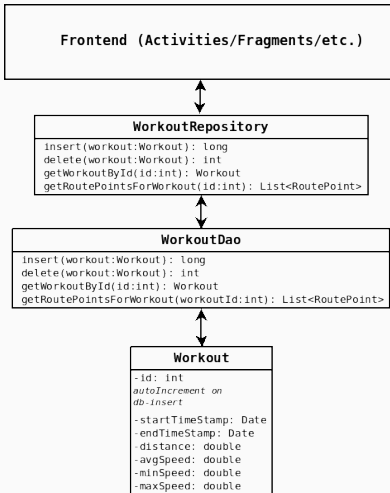 Frontend (Activities/Fragments/etc.)
WorkoutRepository
insert(workout:Workout): long
delete(workout:Workout): int
getWorkoutById(id:int): Workout
getRoutePointsForWorkout(id:int): List<RoutePoint>
WorkoutDao
insert(workout:Workout): long
delete(workout:Workout): int
getWorkoutById(id:int): Workout
getRoutePointsForWorkout(workoutId:int): List<RoutePoint>
Workout
-id: int
autoIncrement on
db-insert
-startTimeStamp: Date
-endTimeStamp: Date
-distance: double
-avgSpeed: double
-minSpeed: double
-maxSpeed: double